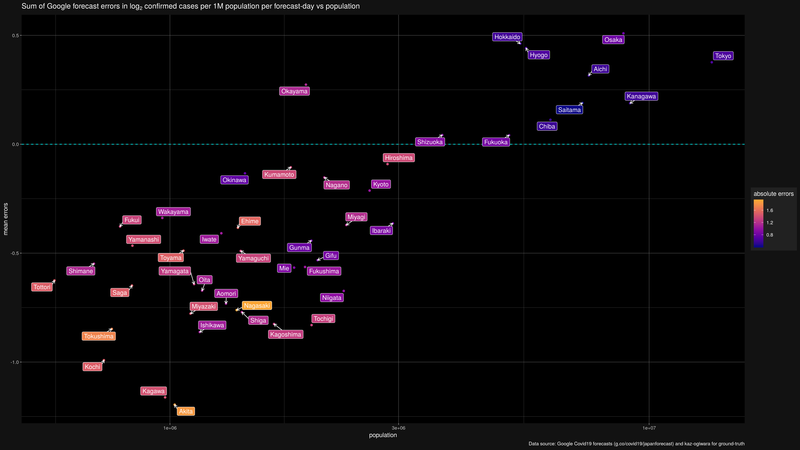 Sum of Google forecast errors in log₂ confirmed cases per 1M population per forecast-day vs population
0.5
Hokkaido
Osaka
Hyogo
Tokyo
Aichi
Okayama
Kanagawa
Saitama
Chiba
0.0
Shizuoka
Fukuoka
Hiroshima
Kumamoto
Okinawa
Nagano
Kyoto
Wakayama
Fukui
Ehime
Miyagi
Ibaraki
Yamanashi
Iwate
Gunma
-0.5
Toyama
Yamaguchi
Gifu
Shimane
Yamagata
Mie
Fukushima
Oita
Tottori
Saga
Aomori
Niigata
Miyazaki
Nagasaki
Shiga
Tochigi
Ishikawa
Tokushima
Kagoshima
-1.0
Kochi
Kagawa
Akita
mean errors
1e+06
3e+06
1e+07
population
absolute errors
1.6
1.2
0.8
Data source: Google Covid19 forecasts (g.co/covid19/japanforecast) and kaz-ogiwara for ground-truth